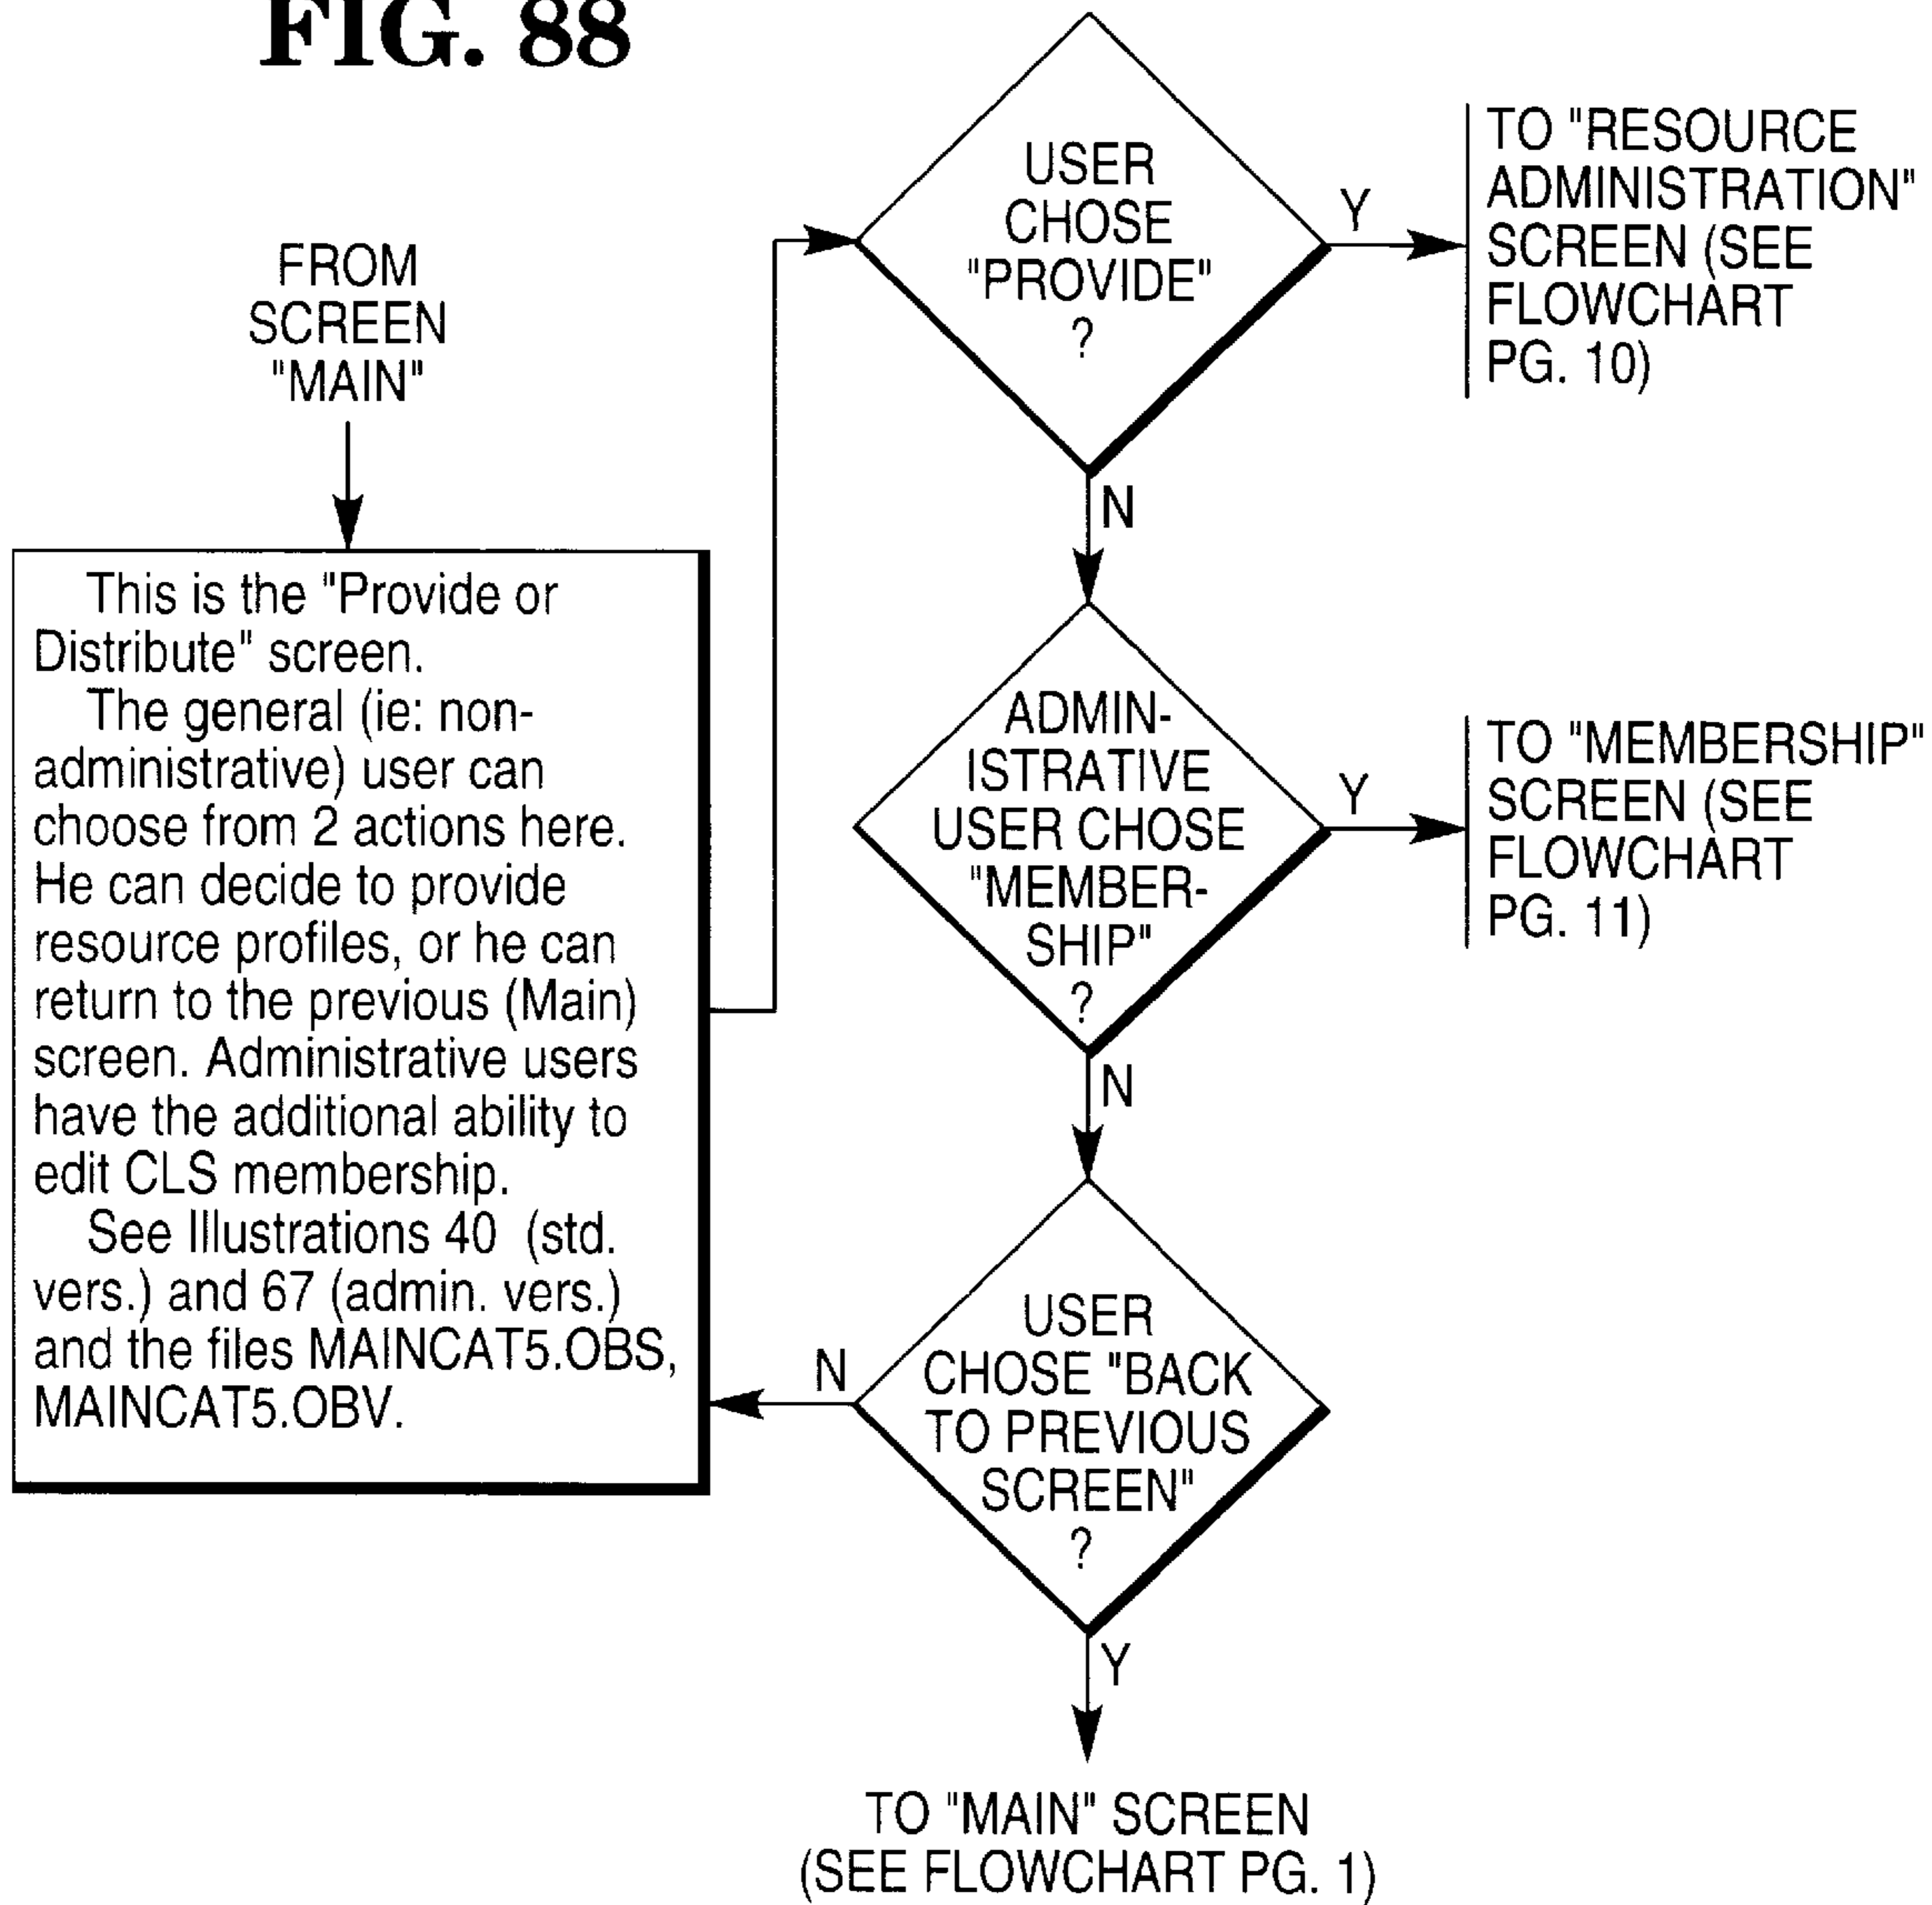 FIG. 88
FROM
SCREEN
"MAIN"
This is the "Provide or
Distribute" screen.
The general (ie: non-
administrative) user can
choose from 2 actions here.
He can decide to provide
resource profiles, or he can
return to the previous (Main)
screen. Administrative users
have the additional ability to
edit CLS membership.
See Illustrations 40 (std.
vers.) and 67 (admin. vers.)
and the files MAINCAT5.OBS,
MAINCAT5.OBV.
USER
CHOSE
"PROVIDE"
?
Y
TO "RESOURCE
ADMINISTRATION"
SCREEN (SEE
FLOWCHART
PG. 10)
N
ADMIN-
ISTRATIVE
USER CHOSE
"MEMBER-
SHIP"
?
Y
TO "MEMBERSHIP"
SCREEN (SEE
FLOWCHART
PG. 11)
N
USER
CHOSE "BACK
TO PREVIOUS
SCREEN"
?
N
Y
TO "MAIN" SCREEN
(SEE FLOWCHART PG. 1)